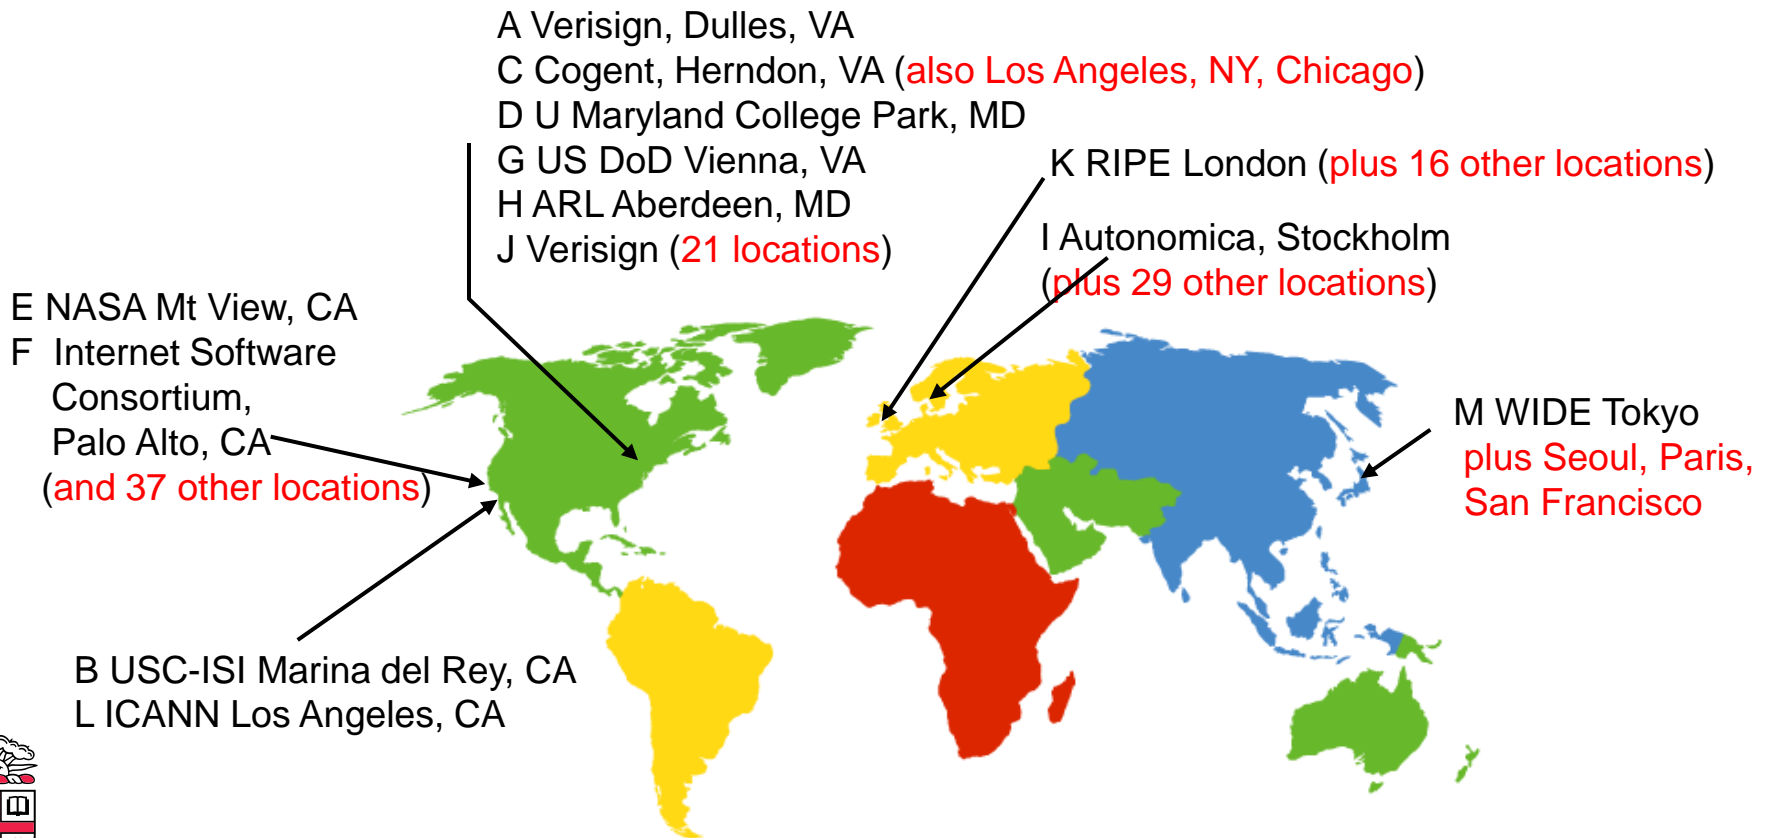 A Verisign, Dulles, VA
C Cogent, Herndon, VA (also Los Angeles, NY, Chicago)
D U Maryland College Park, MD
G US DoD Vienna, VA
H ARL Aberdeen, MD
J Verisign (21 locations)
K RIPE London (plus 16 other locations)
I Autonomica, Stockholm
(plus 29 other locations)
E NASA Mt View, CA
F Internet Software
Consortium,
Palo Alto, CA
(and 37 other locations)
M WIDE Tokyo
plus Seoul, Paris,
San Francisco
B USC-ISI Marina del Rey, CA
L ICANN Los Angeles, CA